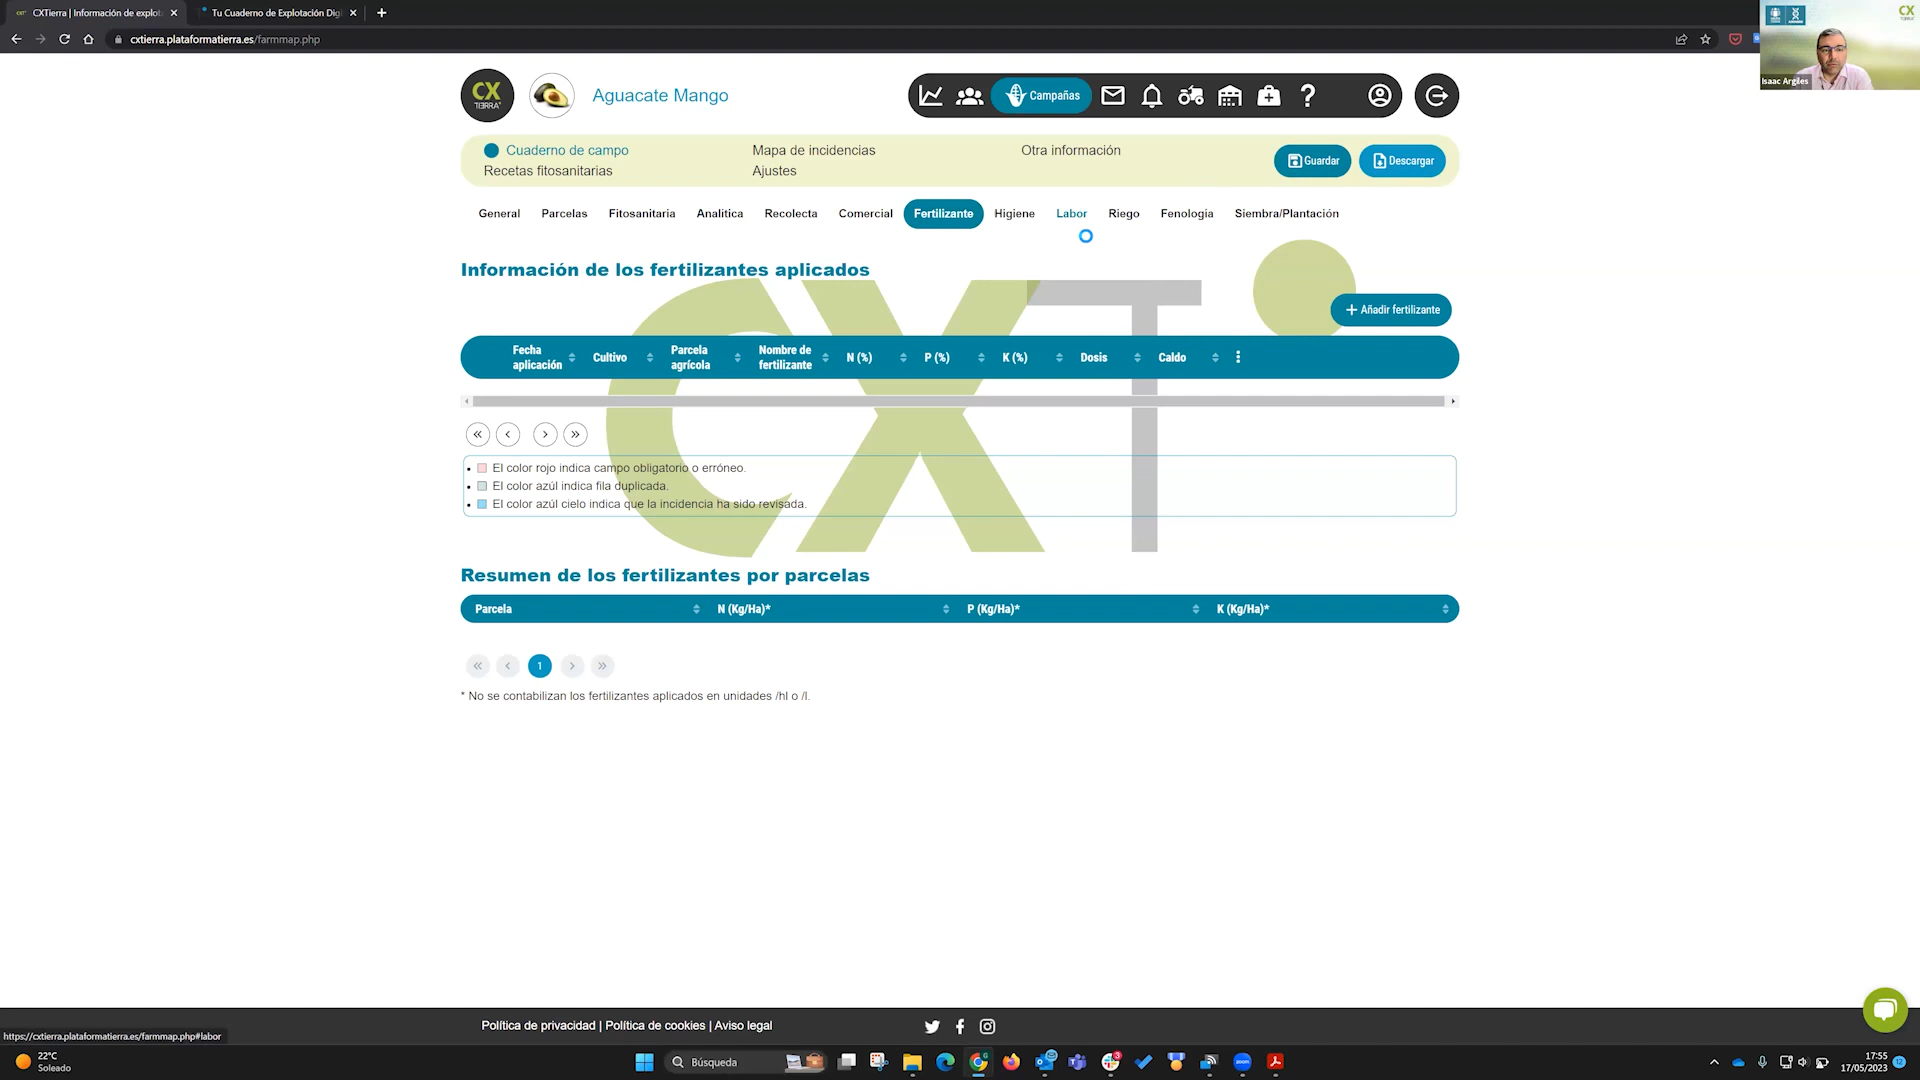 CXTierra | Información de explot
Tu Cuaderno de Explotación Dig
cxtierra.plataformatierra.es/farmmap.php
CX
Isaac Argiles
CX
TIERRA
Aguacate Mango
Campañas
Cuaderno de campo
Mapa de incidencias
Otra información
Recetas fitosanitarias
Ajustes
Guardar
Descargar
General
Parcelas
Fitosanitaria
Analítica
Recolecta
Comercial
Fertilizante
Higiene
Labor
Riego
Fenología
Siembra/Plantación
Información de los fertilizantes aplicados
+ Añadir fertilizante
Fecha aplicación
Cultivo
Parcela agrícola
Nombre de fertilizante
N (%)
P (%)
K (%)
Dosis
Caldo
CXT
El color rojo indica campo obligatorio o erróneo.
El color azúl indica fila duplicada.
El color azúl cielo indica que la incidencia ha sido revisada.
Resumen de los fertilizantes por parcelas
Parcela
N (Kg/Ha)*
P (Kg/Ha)*
K (Kg/Ha)*
1
* No se contabilizan los fertilizantes aplicados en unidades /hl o /l.
Política de privacidad | Política de cookies | Aviso legal
https://cxtierra.plataformatierra.es/farmmap.php#labor
22°C
Soleado
Búsqueda
17:55
17/05/2023